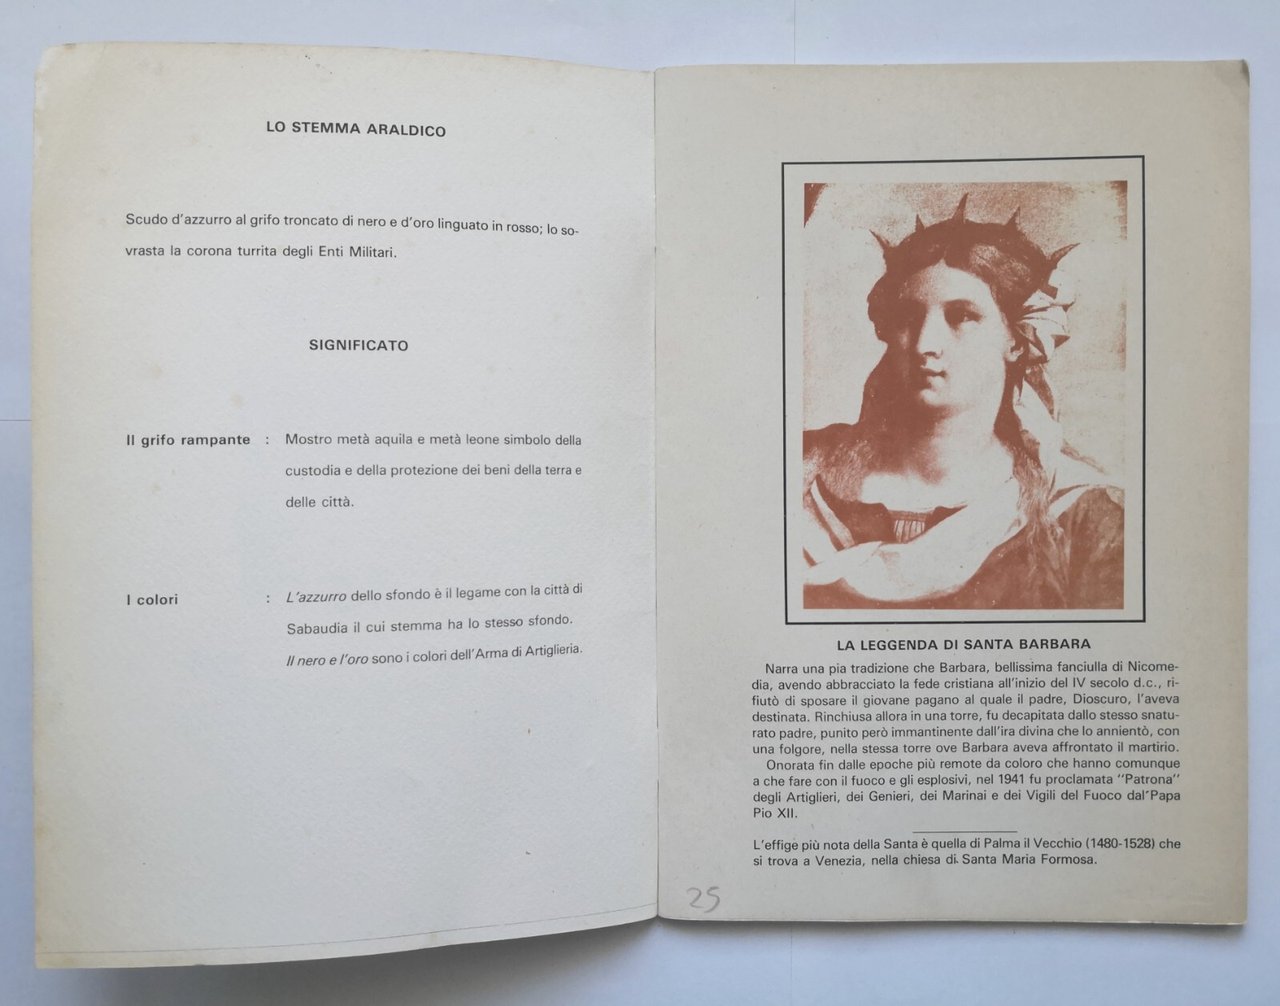 LO STEMMA ARALDICO
Scudo d'azzurro al grifo troncato di nero e d'oro linguato in rosso; lo so-
vrasta la corona turrita degli Enti Militari.
SIGNIFICATO
Il grifo rampante : Mostro metà aquila e metà leone simbolo della
custodia e della protezione dei beni della terra e
delle città.
I colori : L'azzurro dello sfondo è il legame con la città di
Sabaudia il cui stemma ha lo stesso sfondo.
Il nero e l'oro sono i colori dell'Arma di Artiglieria.
LA LEGGENDA DI SANTA BARBARA
Narra una pia tradizione che Barbara, bellissima fanciulla di Nicome-
dia, avendo abbracciato la fede cristiana all'inizio del IV secolo d.c., ri-
fiutò di sposare il giovane pagano al quale il padre, Dioscuro, l'aveva
destinata. Rinchiusa allora in una torre, fu decapitata dallo stesso snatu-
rato padre, punito però immantinente dall'ira divina che lo annientò, con
una folgore, nella stessa torre ove Barbara aveva affrontato il martirio.
Onorata fin dalle epoche più remote da coloro che hanno comunque
a che fare con il fuoco e gli esplosivi, nel 1941 fu proclamata "Patrona"
degli Artiglieri, dei Genieri, dei Marinai e dei Vigili del Fuoco dal'Papa
Pio XII.
L'effige più nota della Santa è quella di Palma il Vecchio (1480-1528) che
si trova a Venezia, nella chiesa di Santa Maria Formosa.
25